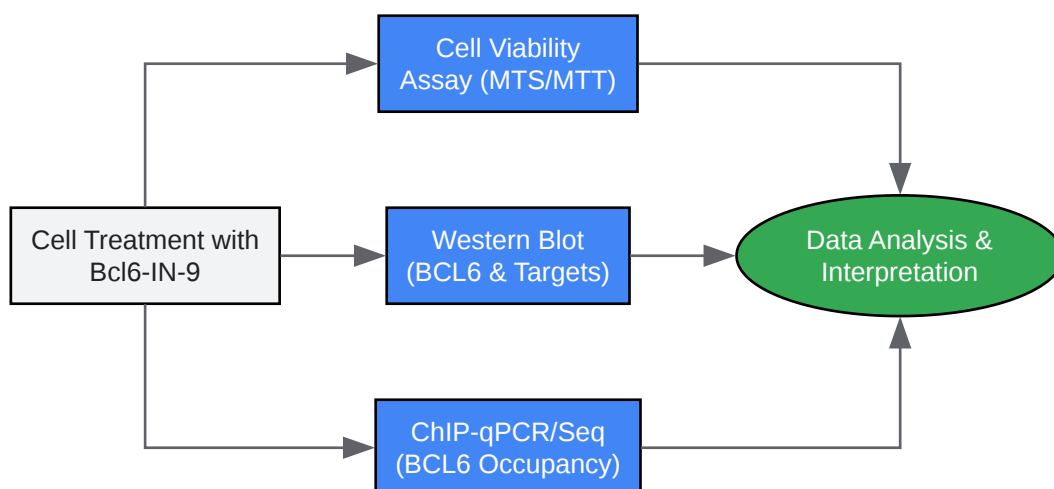 Cell Viability
Assay (MTS/MTT)
Cell Treatment with
Bcl6-IN-9
Western Blot
(BCL6 & Targets)
Data Analysis &
Interpretation
ChIP-qPCR/Seq
(BCL6 Occupancy)